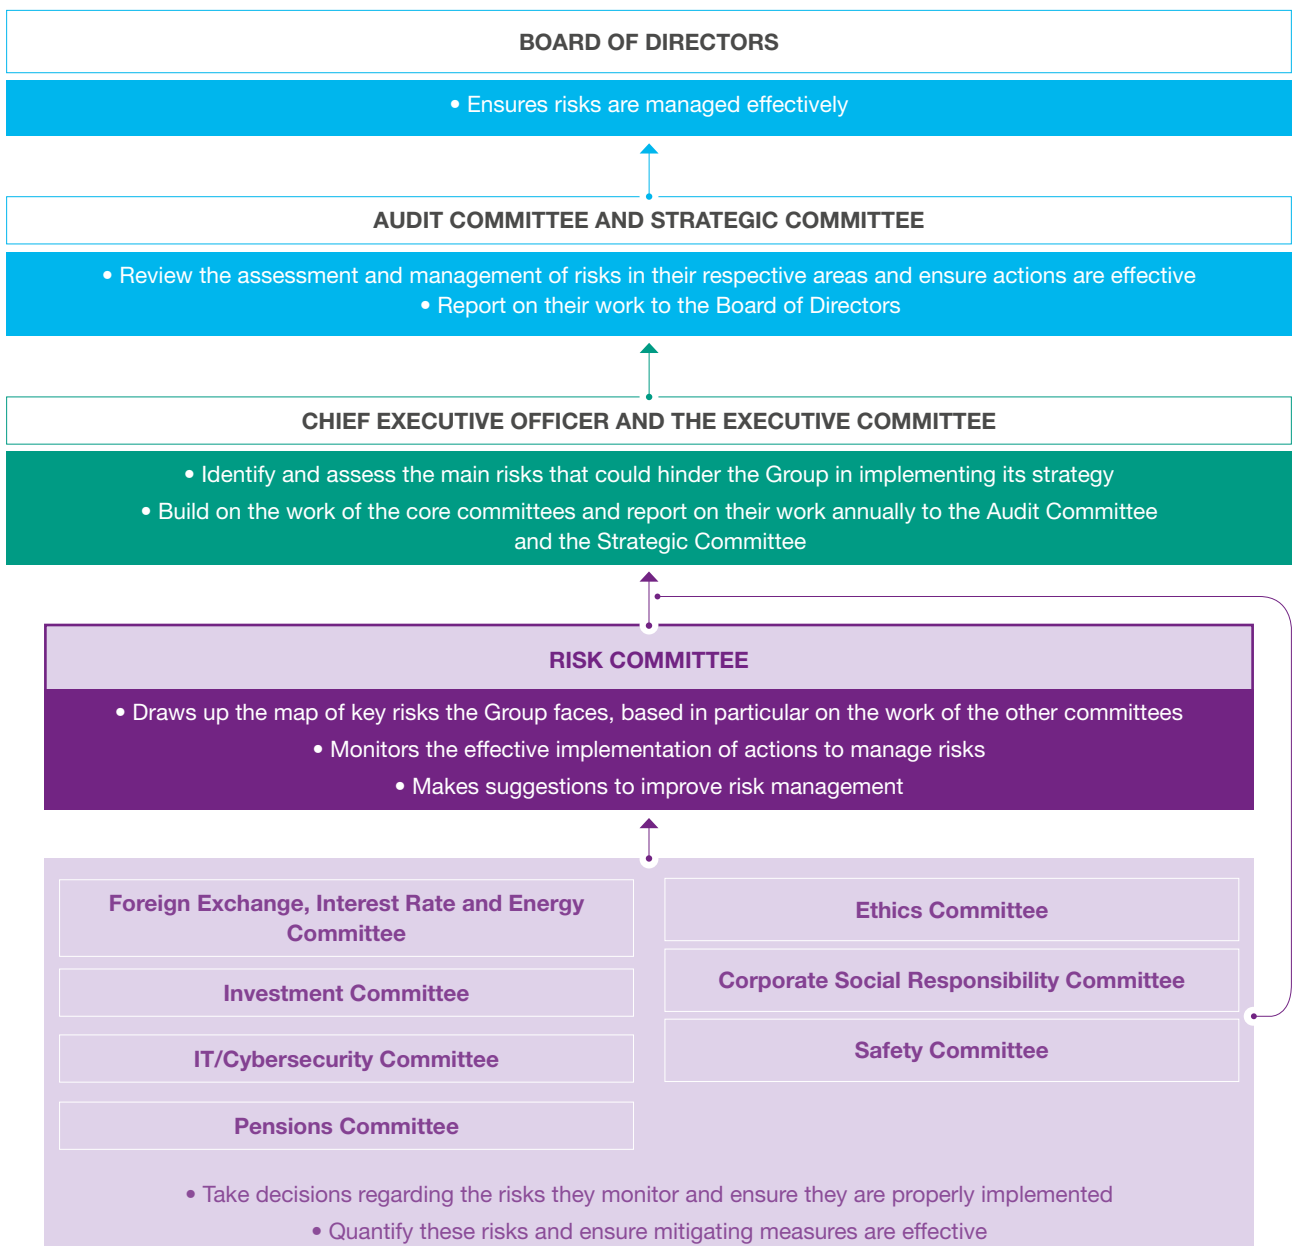 BOARD OF DIRECTORS
• Ensures risks are managed effectively
AUDIT COMMITTEE AND STRATEGIC COMMITTEE
• Review the assessment and management of risks in their respective areas and ensure actions are effective
• Report on their work to the Board of Directors
CHIEF EXECUTIVE OFFICER AND THE EXECUTIVE COMMITTEE
• Identify and assess the main risks that could hinder the Group in implementing its strategy
• Build on the work of the core committees and report on their work annually to the Audit Committee
and the Strategic Committee
RISK COMMITTEE
• Draws up the map of key risks the Group faces, based in particular on the work of the other committees
• Monitors the effective implementation of actions to manage risks
• Makes suggestions to improve risk management
Foreign Exchange, Interest Rate and Energy
Committee
Investment Committee
IT/Cybersecurity Committee
Pensions Committee
Ethics Committee
Corporate Social Responsibility Committee
Safety Committee
• Take decisions regarding the risks they monitor and ensure they are properly implemented
• Quantify these risks and ensure mitigating measures are effective